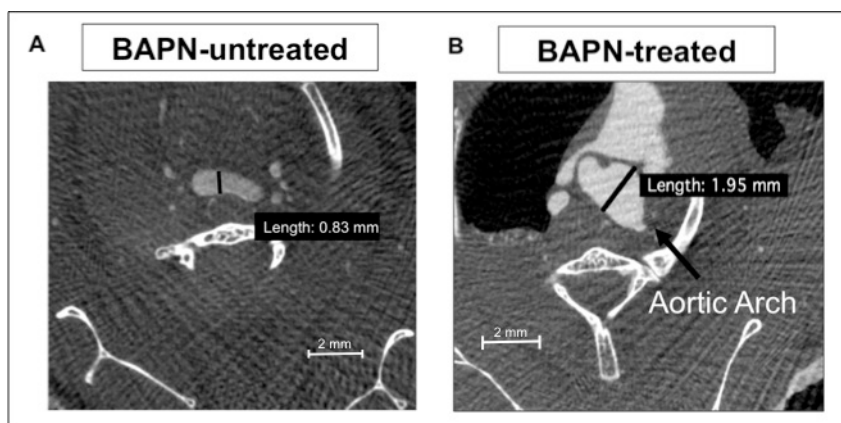 A
BAPN-untreated
Length: 0.83 mm
2 mm
B
BAPN-treated
Length: 1.95 mm
Aortic Arch
2 mm